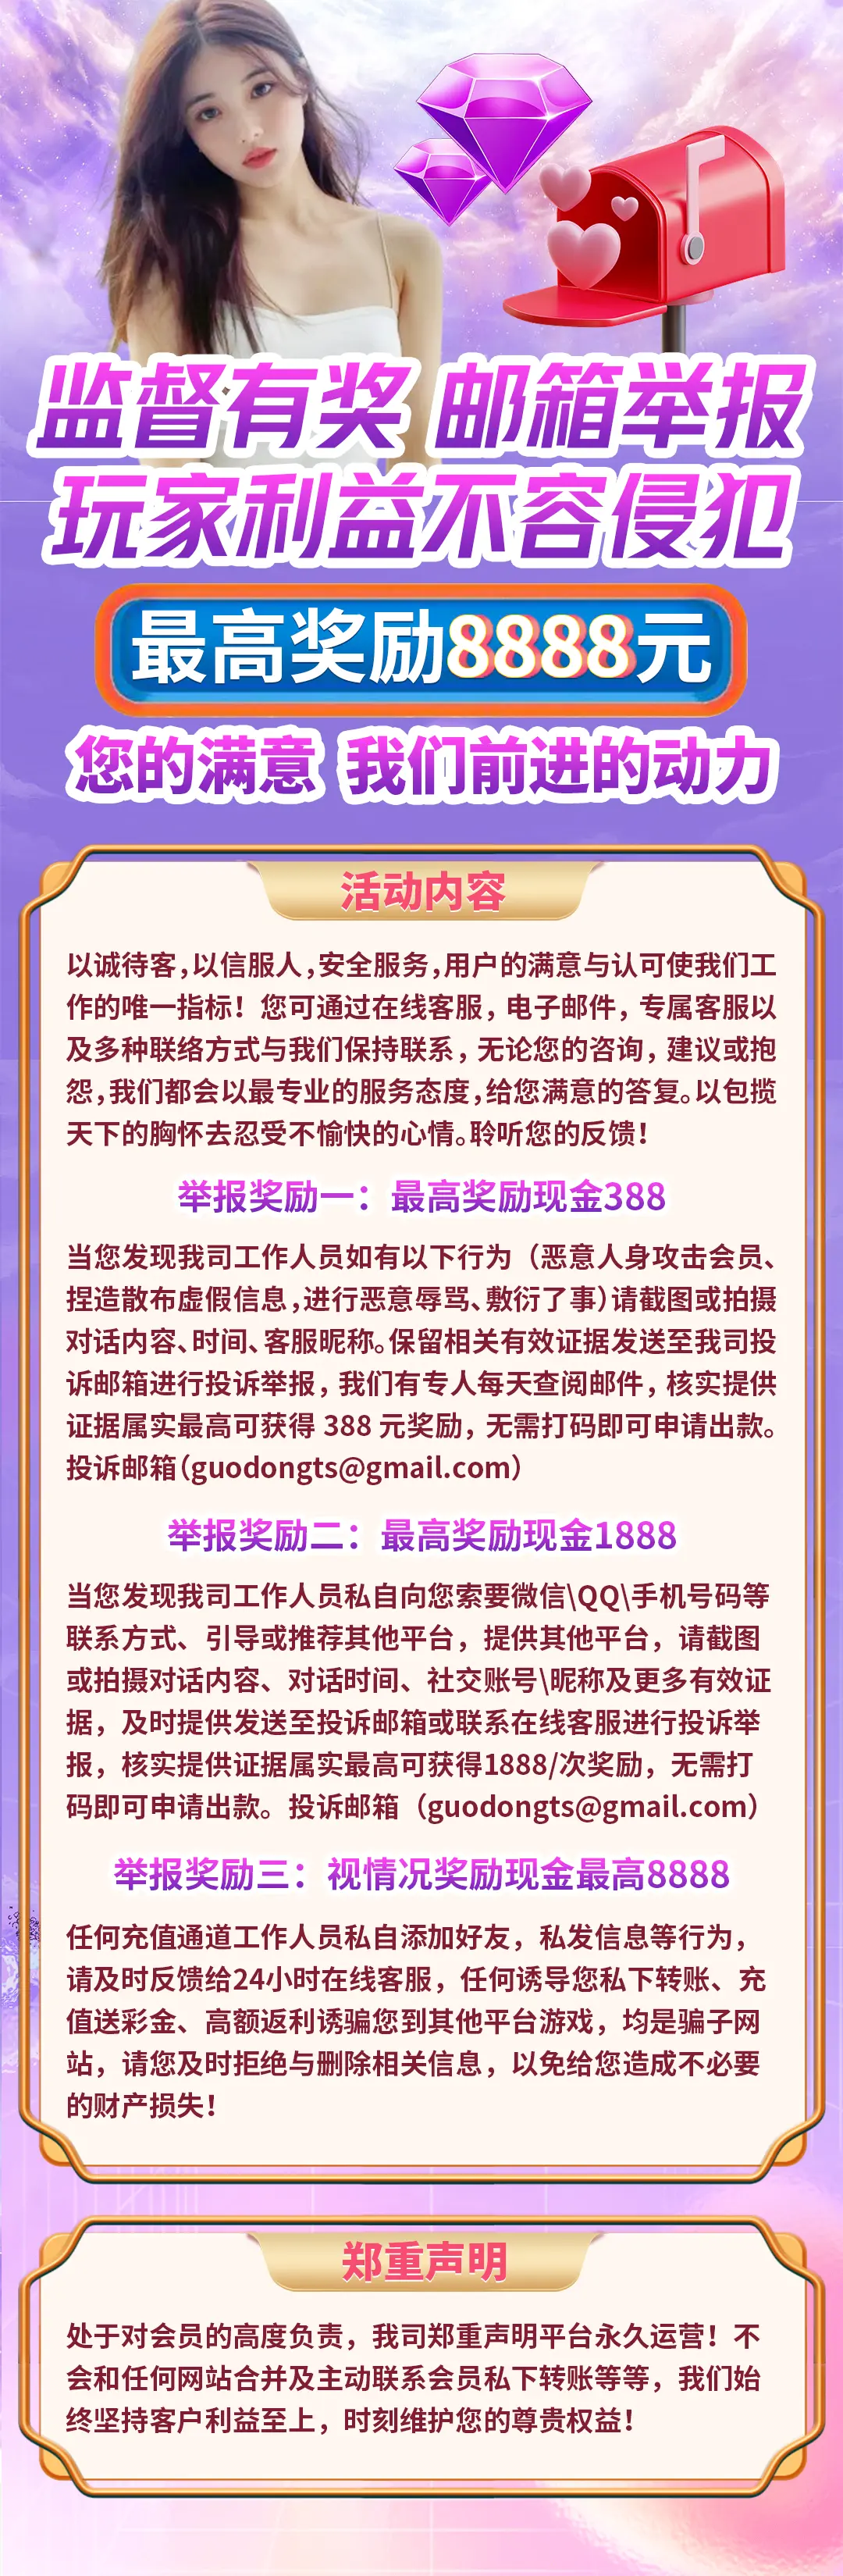 监督有奖 邮箱举报
玩家利益不容侵犯
最高奖励8888元
您的满意 我们前进的动力
活动内容
以诚待客,以信服人,安全服务,用户的满意与认可使我们工
作的唯一指标！您可通过在线客服，电子邮件，专属客服以
及多种联络方式与我们保持联系，无论您的咨询，建议或抱
怨,我们都会以最专业的服务态度,给您满意的答复。以包揽
天下的胸怀去忍受不愉快的心情。聆听您的反馈！
举报奖励一：最高奖励现金388
当您发现我司工作人员如有以下行为（恶意人身攻击会员、
捏造散布虚假信息,进行恶意辱骂、敷衍了事）请截图或拍摄
对话内容、时间、客服昵称。保留相关有效证据发送至我司投
诉邮箱进行投诉举报，我们有专人每天查阅邮件，核实提供
证据属实最高可获得 388 元奖励，无需打码即可申请出款。
投诉邮箱（guodongts@gmail.com）
举报奖励二：最高奖励现金1888
当您发现我司工作人员私自向您索要微信\QQ\手机号码等
联系方式、引导或推荐其他平台，提供其他平台，请截图
或拍摄对话内容、对话时间、社交账号\昵称及更多有效证
据，及时提供发送至投诉邮箱或联系在线客服进行投诉举
报，核实提供证据属实最高可获得1888/次奖励，无需打
码即可申请出款。投诉邮箱（guodongts@gmail.com）
举报奖励三：视情况奖励现金最高8888
任何充值通道工作人员私自添加好友，私发信息等行为，
请及时反馈给24小时在线客服，任何诱导您私下转账、充
值送彩金、高额返利诱骗您到其他平台游戏，均是骗子网
站，请您及时拒绝与删除相关信息，以免给您造成不必要
的财产损失！
郑重声明
处于对会员的高度负责，我司郑重声明平台永久运营！不
会和任何网站合并及主动联系会员私下转账等等，我们始
终坚持客户利益至上，时刻维护您的尊贵权益！